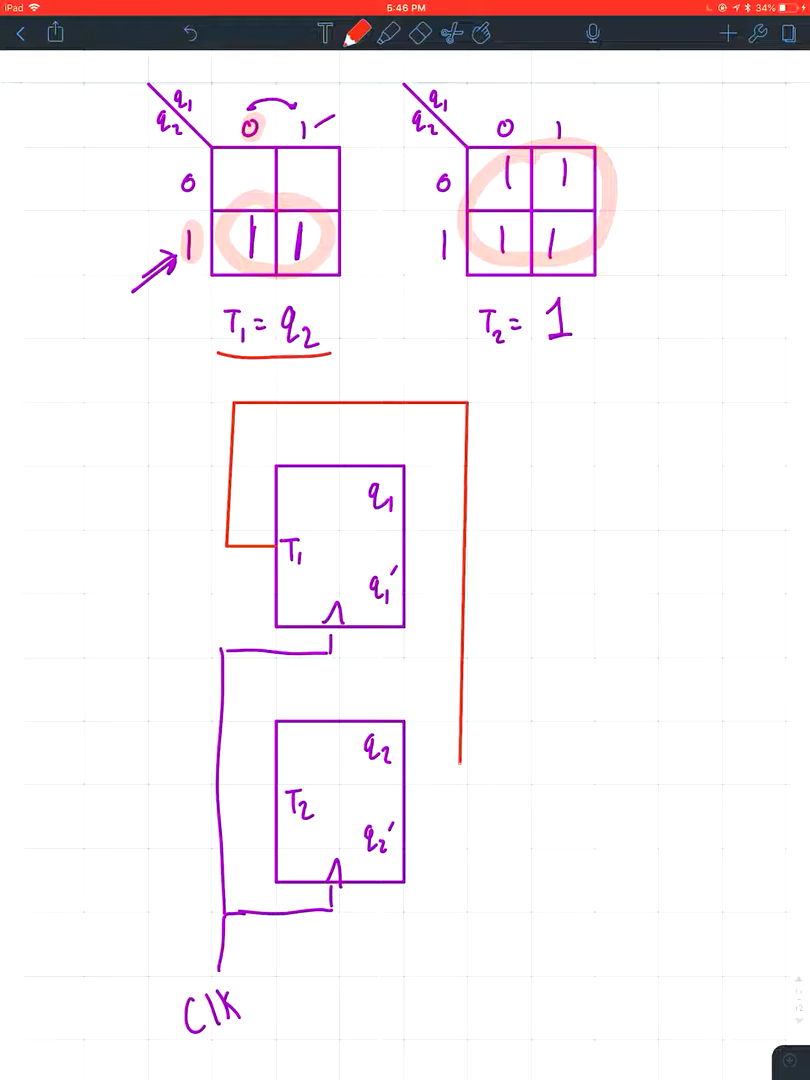 iPad 5:46 PM 34%
T
q1 q1
q2 0 1 q2 0 1
0 0 1 1
1 1 1 1 1 1
T1 = q2 T2 = 1
q1
T1
q1′
q2
T2
q2′
Clk